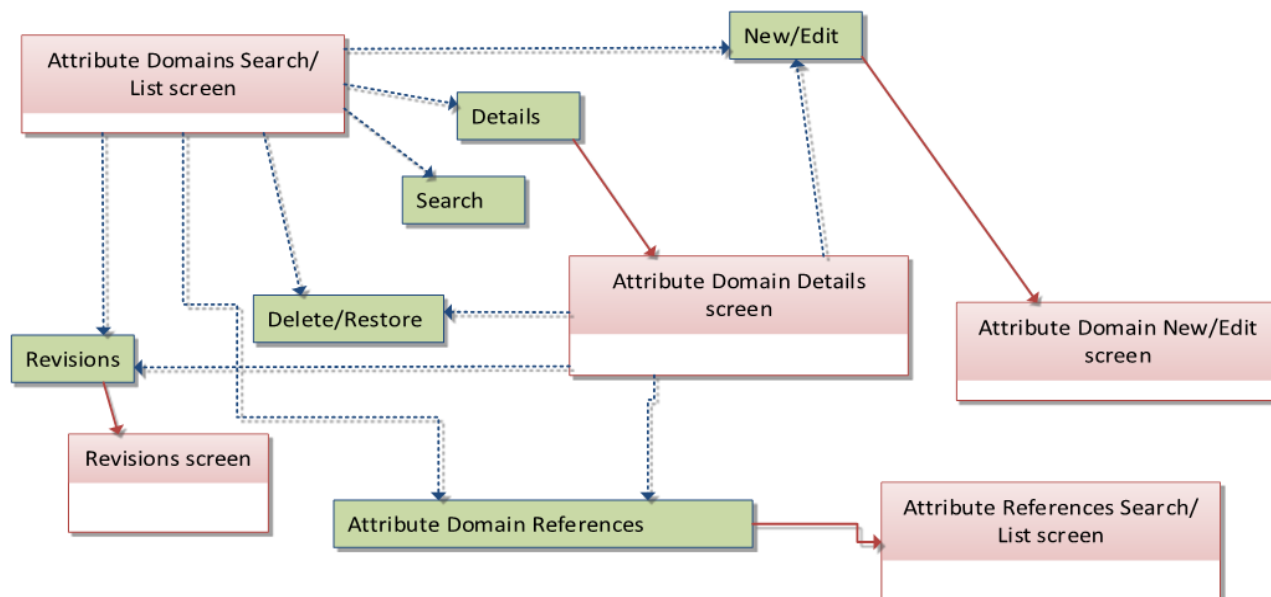 New/Edit
Attribute Domains Search/
List screen
Details
Search
Attribute Domain Details
screen
Delete/Restore
Attribute Domain New/Edit
screen
Revisions
Revisions screen
Attribute Domain References
Attribute References Search/
List screen